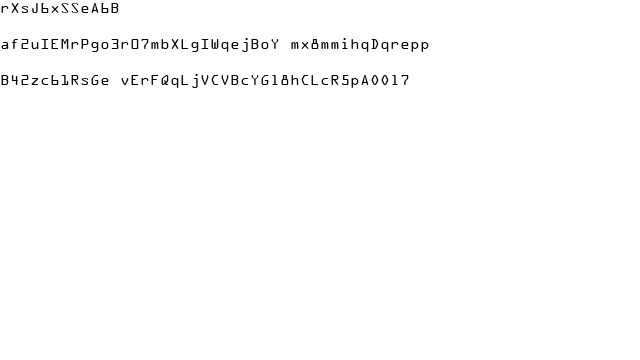 rXsJ6xSSeA6B
af2uIEMrPgo3rO7mbXLgIWqejBoY mx8mmihqDqrepp
B42zc61RsGe vErFQqLjVCVBcYG18hCLcR5pA0017